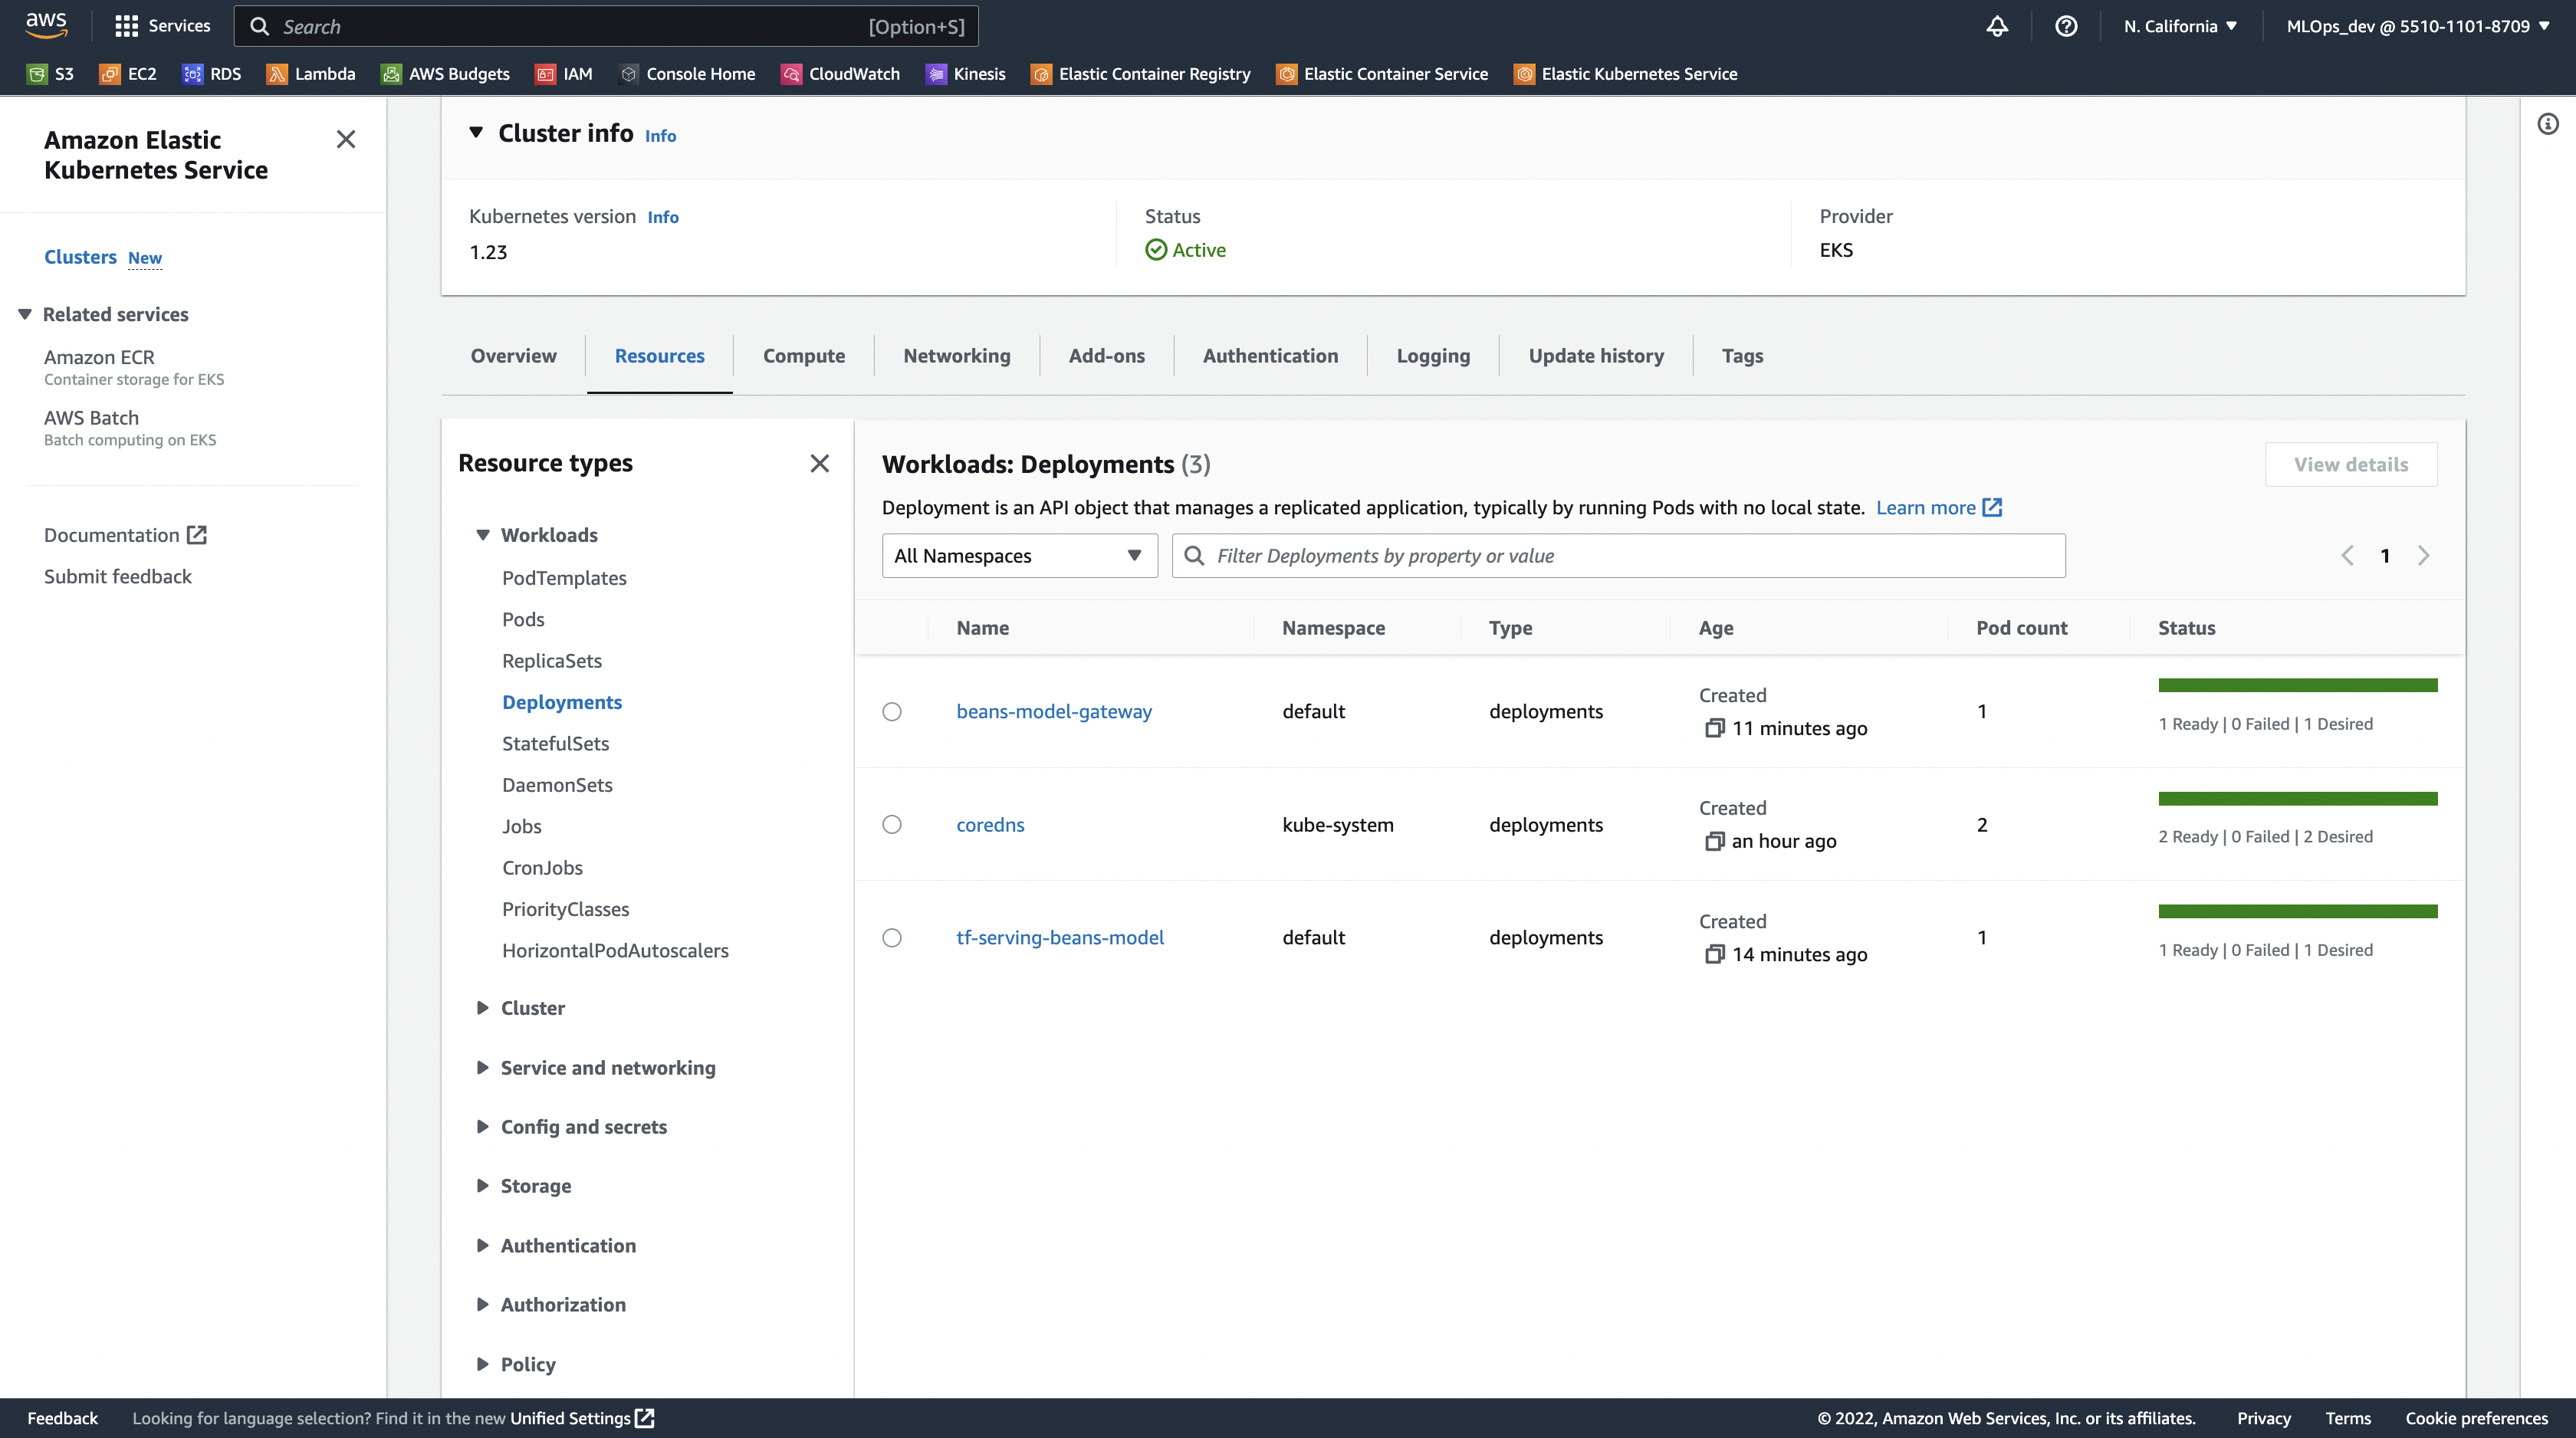 aws
Services
Search [Option+S]
N. California
MLOps_dev @ 5510-1101-8709
S3 EC2 RDS Lambda AWS Budgets IAM Console Home CloudWatch Kinesis Elastic Container Registry Elastic Container Service Elastic Kubernetes Service
Amazon Elastic
Kubernetes Service
Clusters New
Related services
Amazon ECR
Container storage for EKS
AWS Batch
Batch computing on EKS
Documentation
Submit feedback
Cluster info Info
Kubernetes version Info
1.23
Status
Active
Provider
EKS
Overview Resources Compute Networking Add-ons Authentication Logging Update history Tags
Resource types
Workloads
PodTemplates
Pods
ReplicaSets
Deployments
StatefulSets
DaemonSets
Jobs
CronJobs
PriorityClasses
HorizontalPodAutoscalers
Cluster
Service and networking
Config and secrets
Storage
Authentication
Authorization
Policy
Workloads: Deployments (3)
View details
Deployment is an API object that manages a replicated application, typically by running Pods with no local state. Learn more
All Namespaces
Filter Deployments by property or value
1
Name Namespace Type Age Pod count Status
beans-model-gateway default deployments Created 11 minutes ago 1 1 Ready | 0 Failed | 1 Desired
coredns kube-system deployments Created an hour ago 2 2 Ready | 0 Failed | 2 Desired
tf-serving-beans-model default deployments Created 14 minutes ago 1 1 Ready | 0 Failed | 1 Desired
Feedback Looking for language selection? Find it in the new Unified Settings
© 2022, Amazon Web Services, Inc. or its affiliates. Privacy Terms Cookie preferences